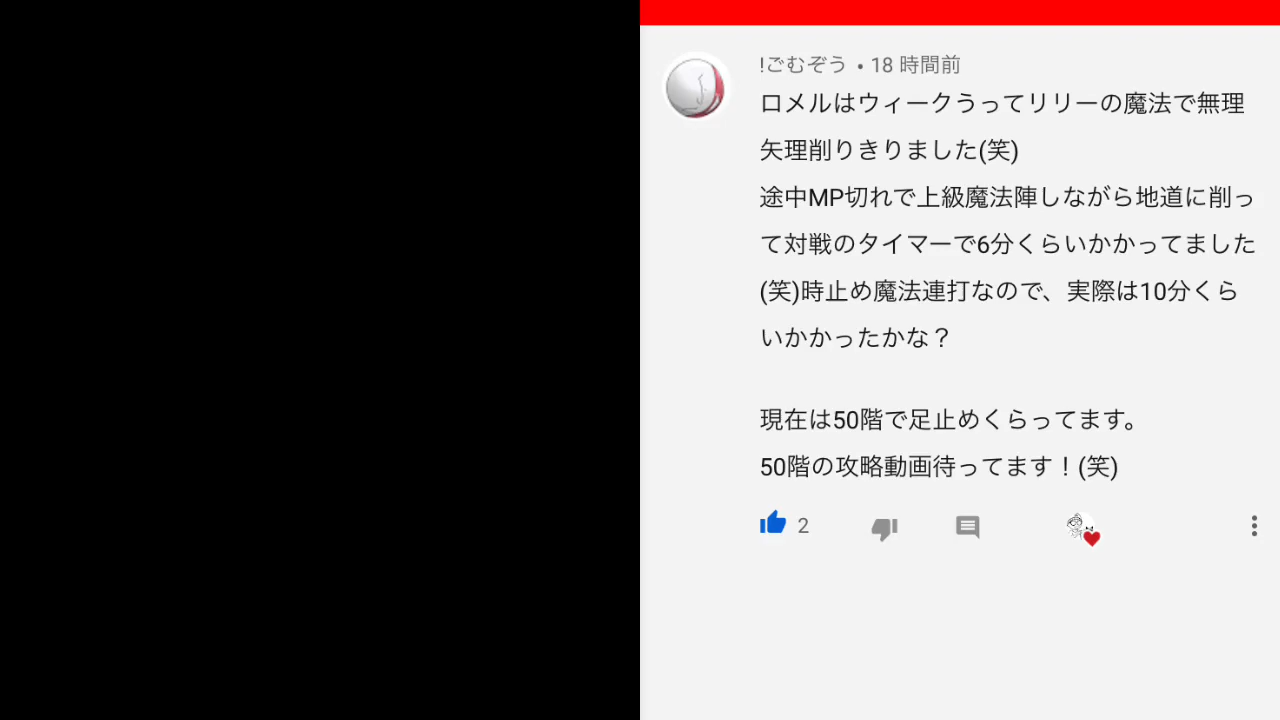 !ごむぞう • 18 時間前
ロメルはウィークうってリリーの魔法で無理
矢理削りきりました(笑)
途中MP切れで上級魔法陣しながら地道に削っ
て対戦のタイマーで6分くらいかかってました
(笑)時止め魔法連打なので、実際は10分くら
いかかったかな？
現在は50階で足止めくらってます。
50階の攻略動画待ってます！(笑)
2